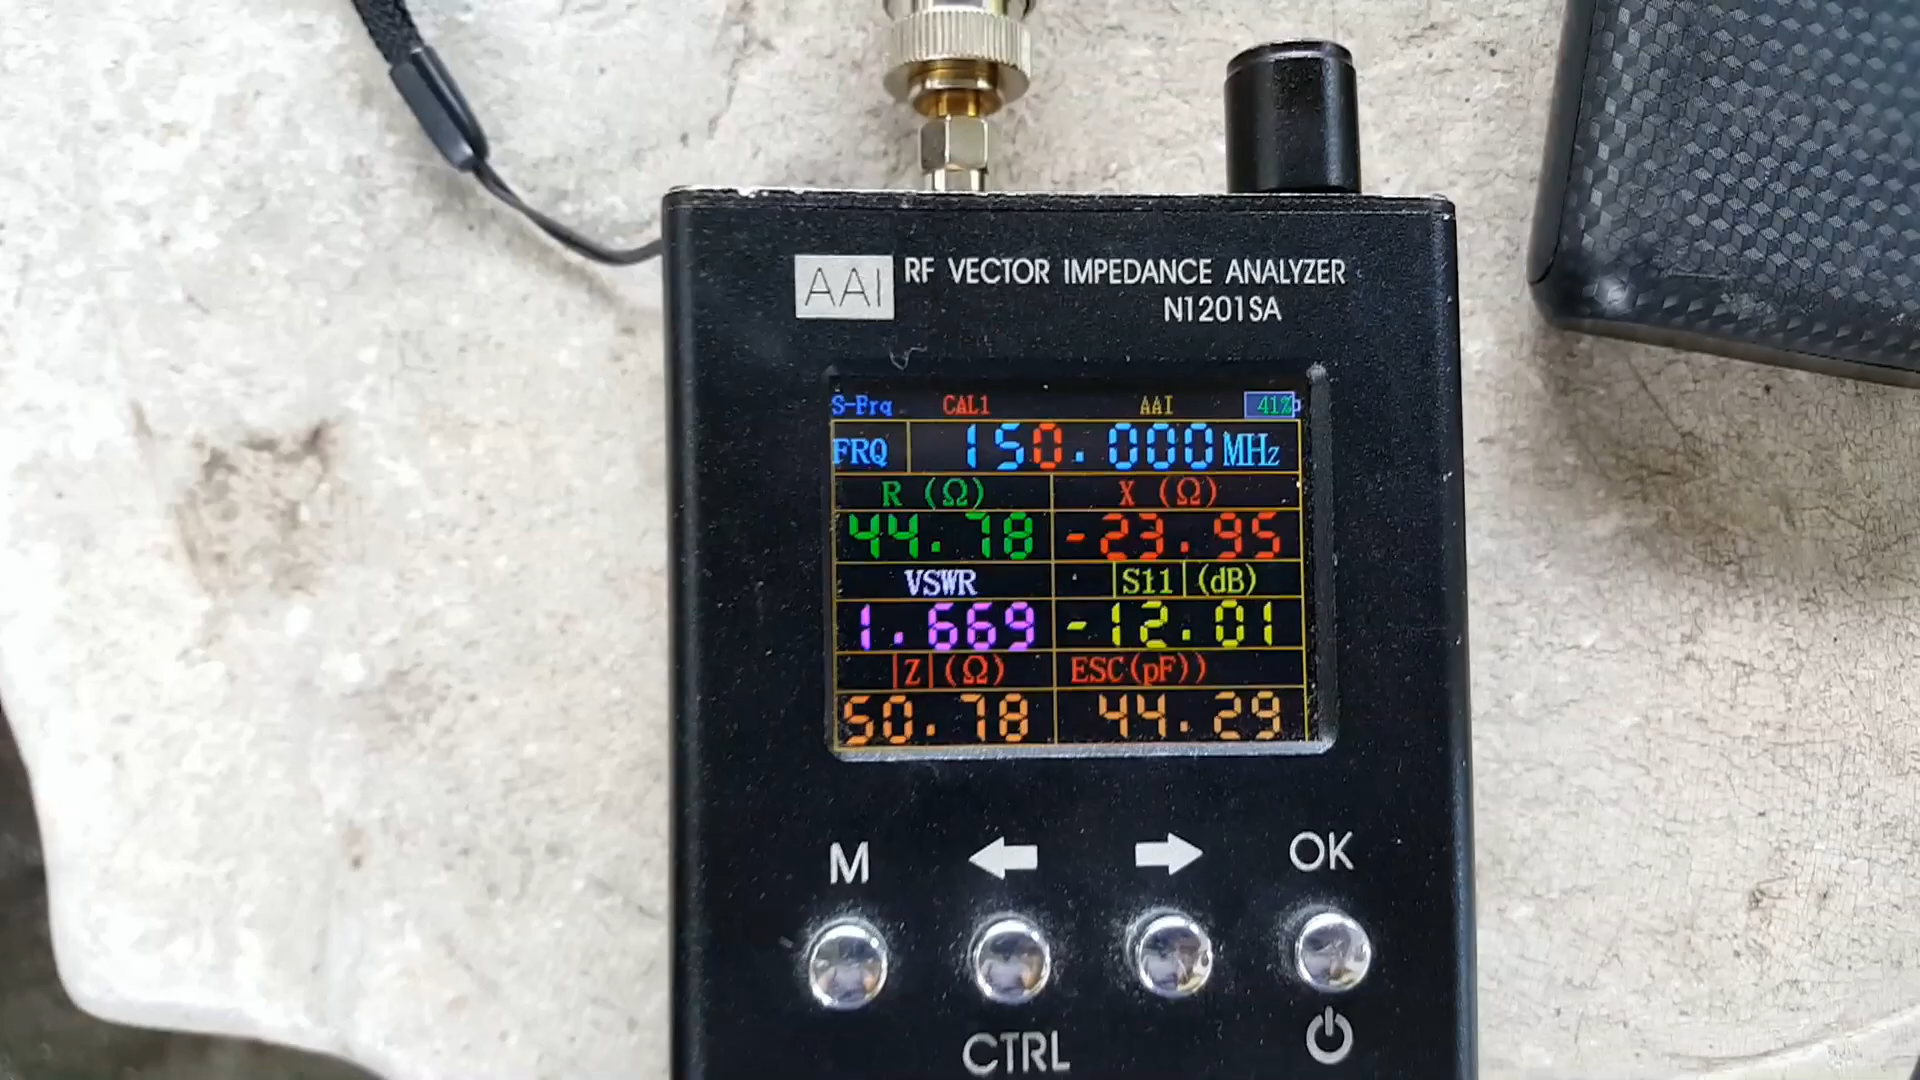 AAI RF VECTOR IMPEDANCE ANALYZER
N1201SA
S-Frq CAL1 AAI 41%
FRQ 150.000 MHz
R (Ω) X (Ω)
44.78 -23.95
VSWR |S11|(dB)
1.669 -12.01
|Z|(Ω) ESC(pF))
50.78 44.29
M OK
CTRL